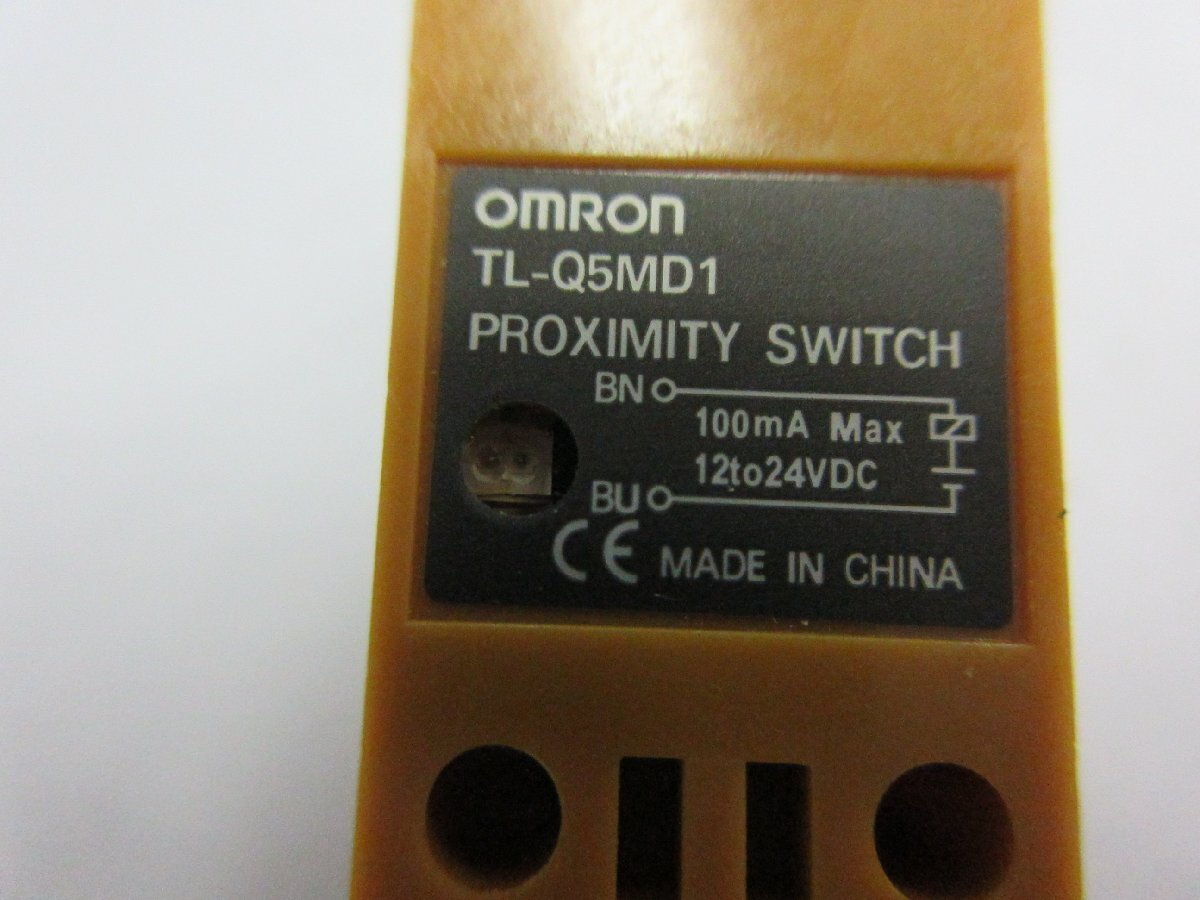 OMRON
TL-Q5MD1
PROXIMITY SWITCH
BN
100mA Max
12to24VDC
BU
CE MADE IN CHINA